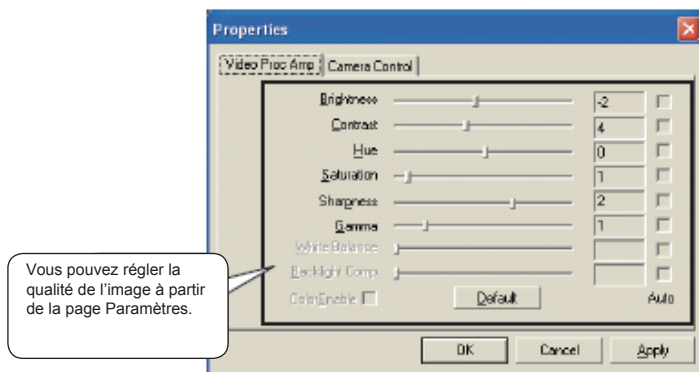 Properties
Video Proc Amp Camera Control
Brightness -2
Contrast 4
Hue 0
Saturation 1
Sharpness 2
Gamma 1
White Balance
Backlight Comp
ColorEnable Default Auto
Vous pouvez régler la
qualité de l'image à partir
de la page Paramètres.
OK Cancel Apply